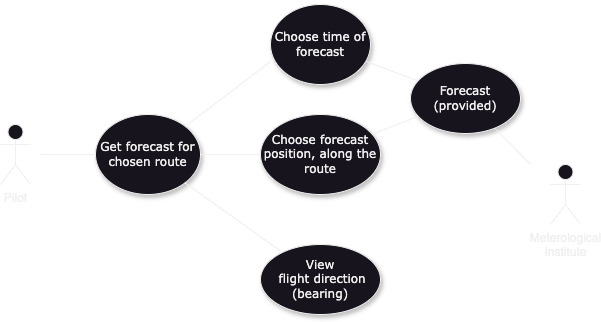 Choose time of
forecast
Forecast
(provided)
Get forecast for
chosen route
Choose forecast
position, along the
route
Pilot
Meterological
Institute
View
flight direction
(bearing)